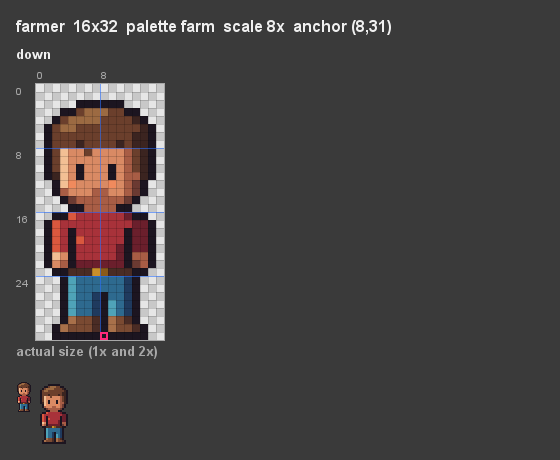 farmer 16x32 palette farm scale 8x anchor (8,31)
down
0 8
0
8
16
24
actual size (1x and 2x)